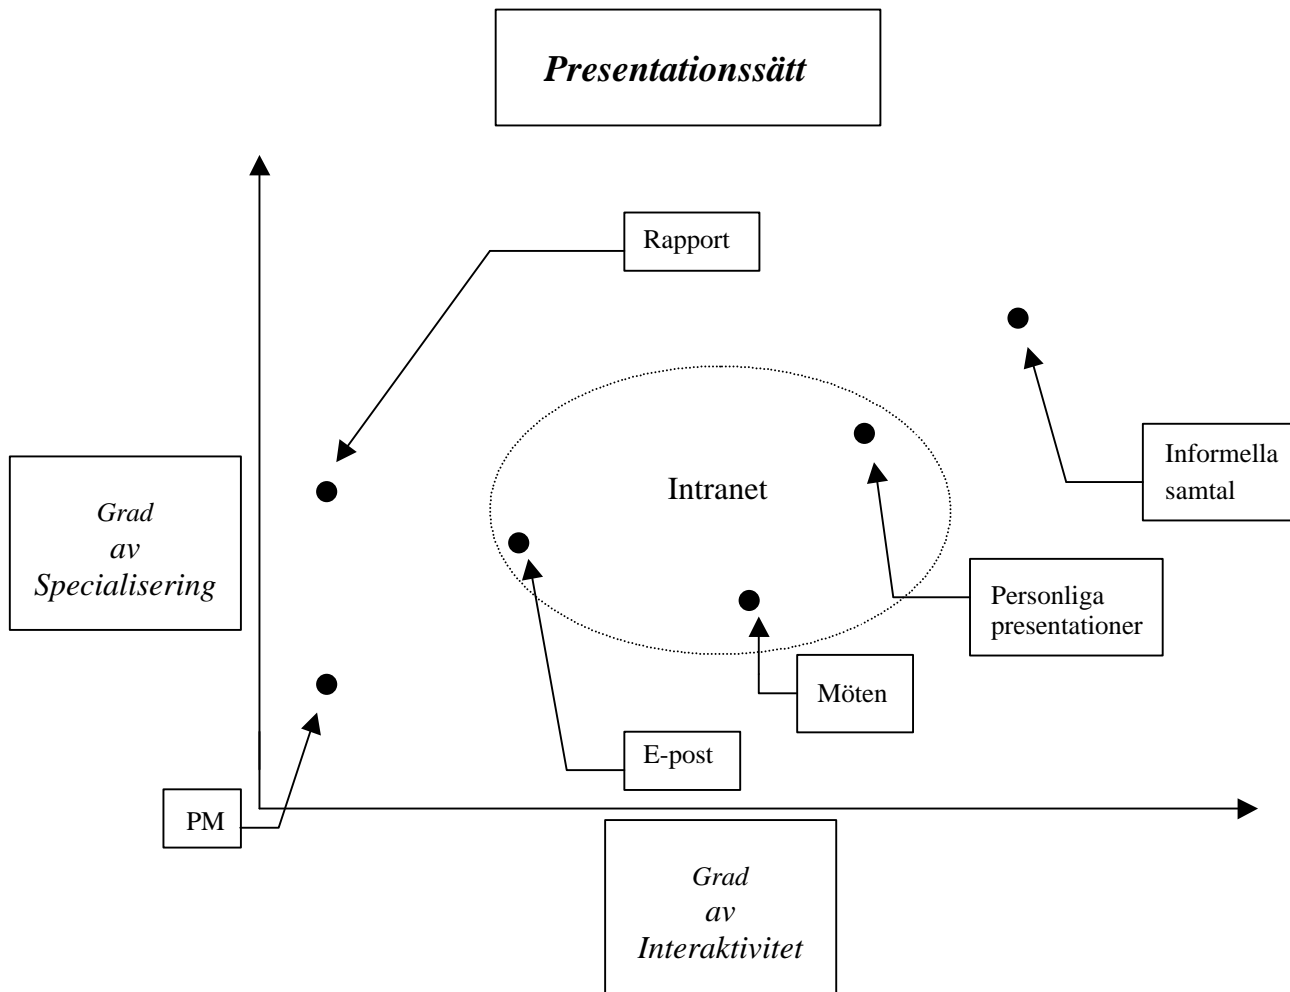 Presentationssätt
Rapport
Informella
samtal
Intranet
Grad
av
Specialisering
Personliga
presentationer
Möten
E-post
PM
Grad
av
Interaktivitet